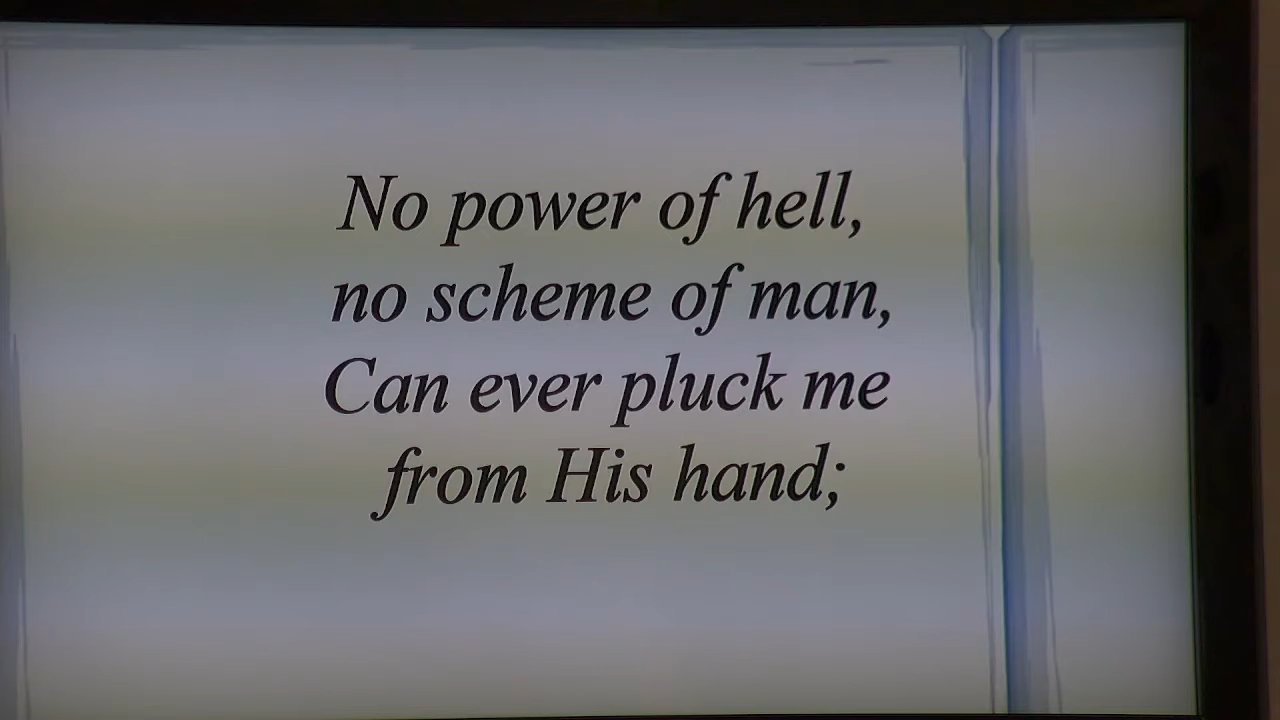 No power of hell,
no scheme of man,
Can ever pluck me
from His hand;